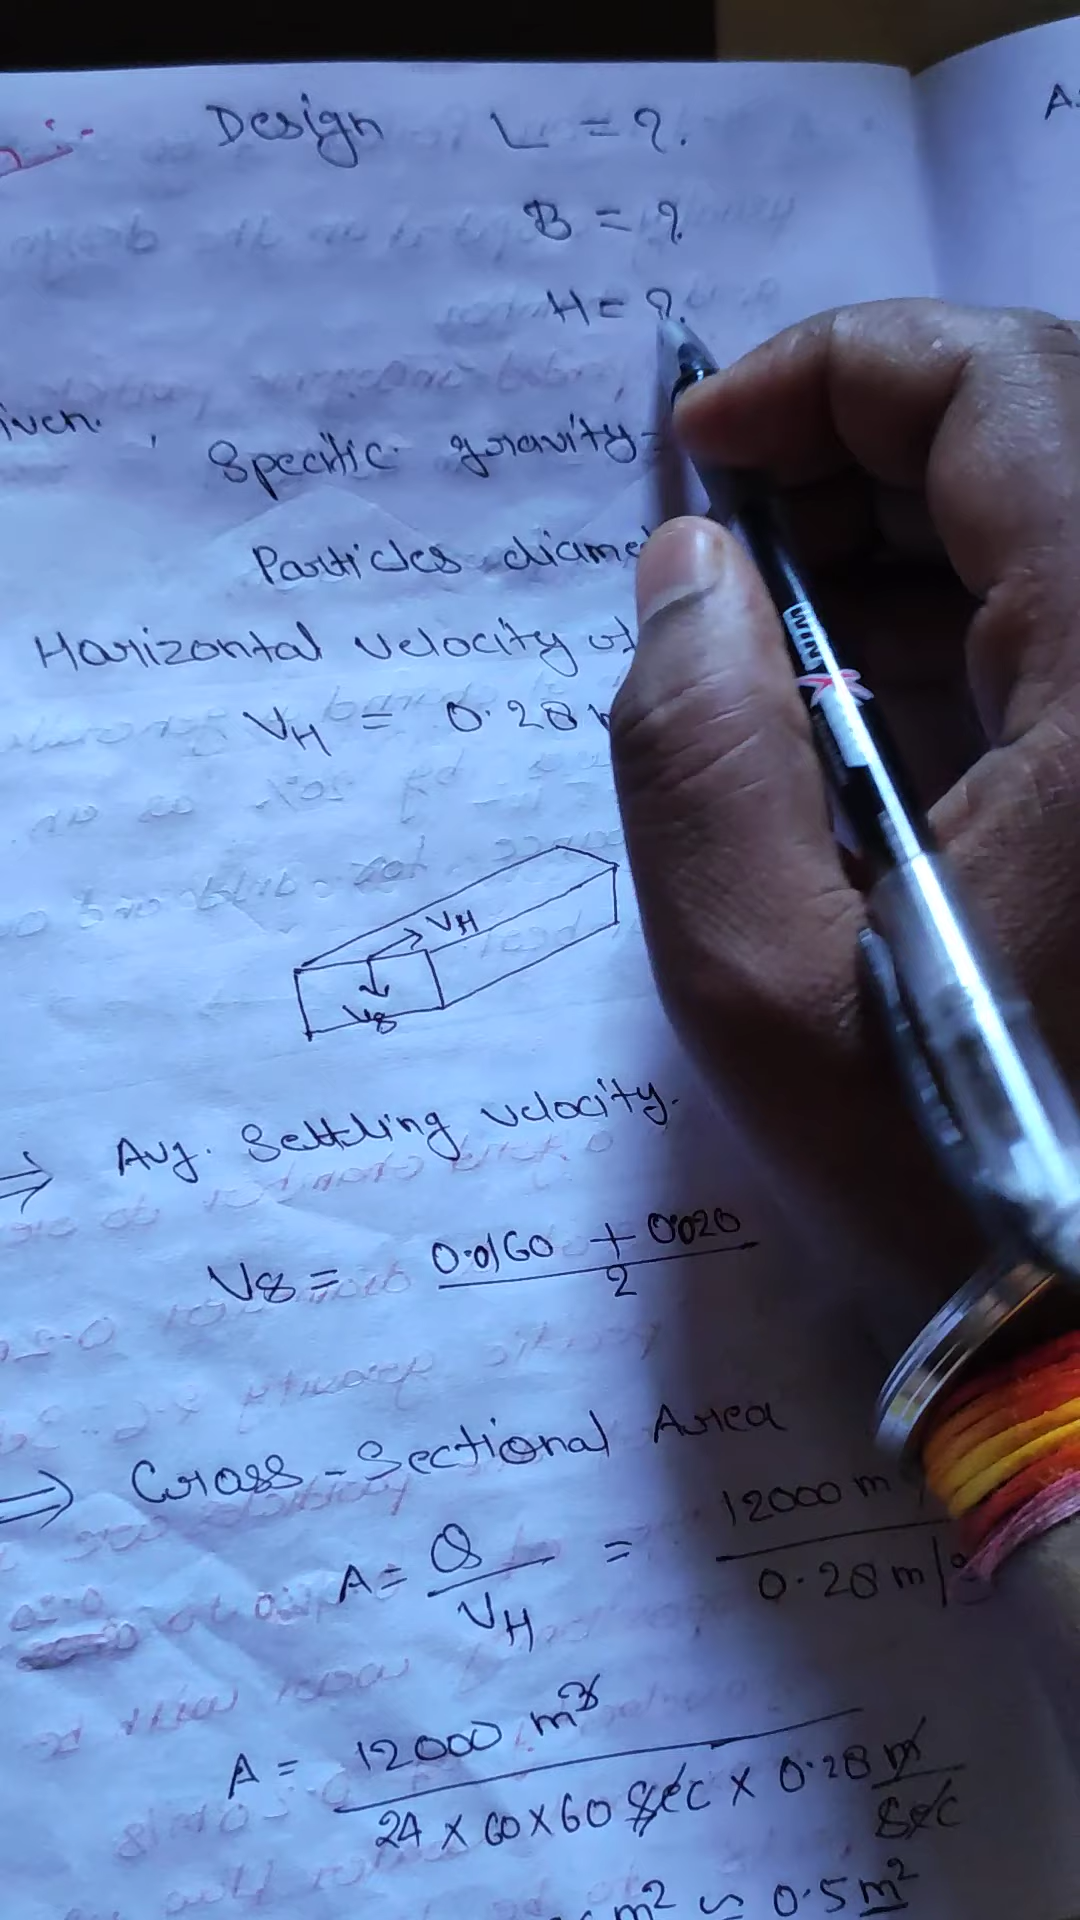 Design L = ?.
A
B = ?
H = ?.
iven. , Specific gravity =
Particles diame
Horizontal velocity of
VH = 0.28
WIN
VH
Vs
⇒ Avg. Settling velocity.
Vs = 0.0160 + 0.020 / 2
⇒ Cross-Sectional Area
A = Q / VH = 12000 m / 0.28 m/s
A = 12000 m³ / 24 x 60 x 60 sec x 0.28 m/sec
m² ≈ 0.5 m²